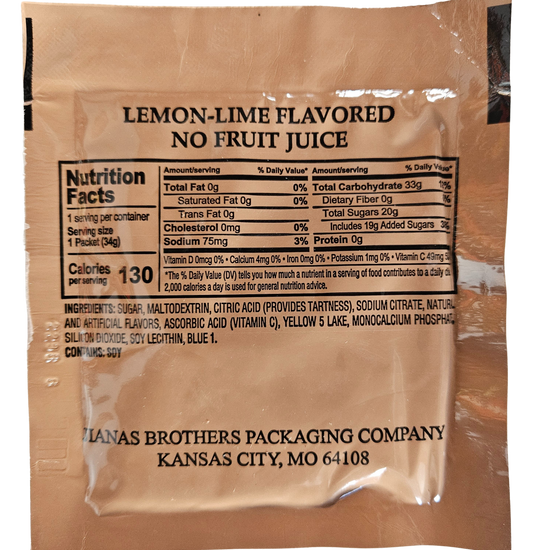 LEMON-LIME FLAVORED
NO FRUIT JUICE
Nutrition
Facts
1 serving per container
Serving size
1 Packet (34g)
Calories
per serving 130
Amount/serving % Daily Value*
Total Fat 0g 0%
Saturated Fat 0g 0%
Trans Fat 0g
Cholesterol 0mg 0%
Sodium 75mg 3%
Amount/serving % Daily
Total Carbohydrate 33g
Dietary Fiber 0g
Total Sugars 20g
Includes 19g Added Sugars
Protein 0g
Vitamin D 0mcg 0% • Calcium 4mg 0% • Iron 0mg 0% • Potassium 1mg 0% • Vitamin C 49mg
*The % Daily Value (DV) tells you how much a nutrient in a serving of food contributes to a daily
2,000 calories a day is used for general nutrition advice.
INGREDIENTS: SUGAR, MALTODEXTRIN, CITRIC ACID (PROVIDES TARTNESS), SODIUM CITRATE,
AND ARTIFICIAL FLAVORS, ASCORBIC ACID (VITAMIN C), YELLOW 5 LAKE, MONOCALCIUM
SILICON DIOXIDE, SOY LECITHIN, BLUE 1.
CONTAINS: SOY
BROTHERS PACKAGING COMPANY
KANSAS CITY, MO 64108